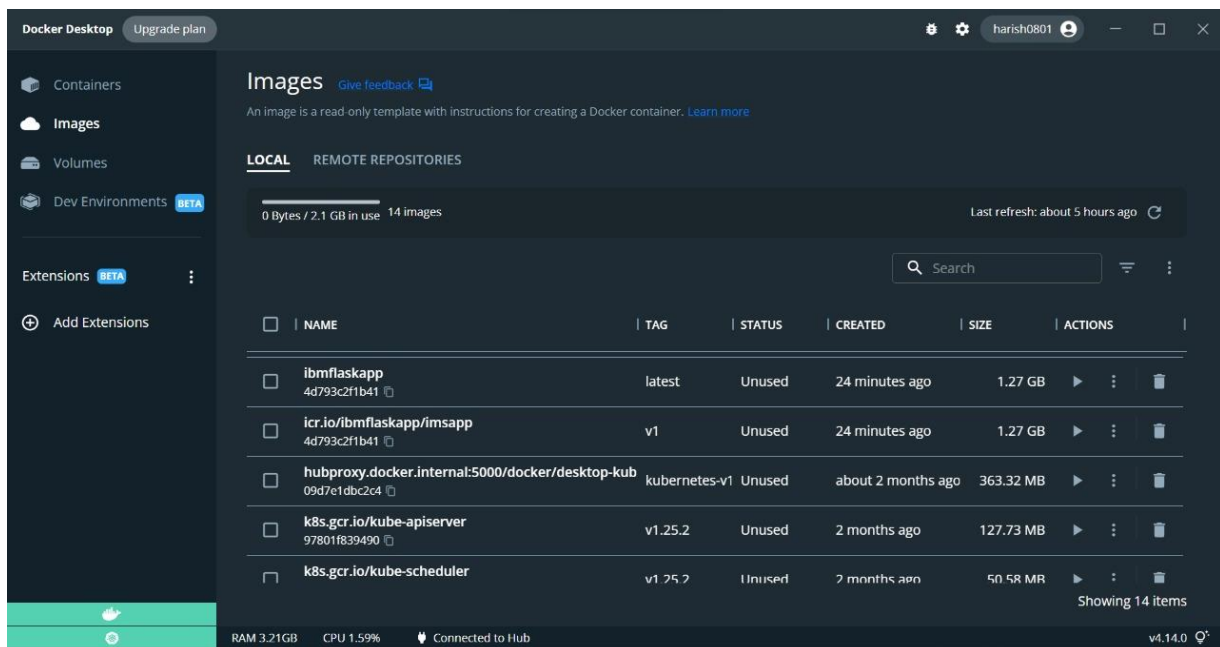 Docker Desktop Upgrade plan harish0801
Containers
Images
Volumes
Dev Environments BETA
Extensions BETA
Add Extensions
Images Give feedback
An image is a read-only template with instructions for creating a Docker container. Learn more
LOCAL REMOTE REPOSITORIES
0 Bytes / 2.1 GB in use 14 images Last refresh: about 5 hours ago
Search
NAME TAG STATUS CREATED SIZE ACTIONS
ibmflaskapp latest Unused 24 minutes ago 1.27 GB
4d793c2f1b41
icr.io/ibmflaskapp/imsapp v1 Unused 24 minutes ago 1.27 GB
4d793c2f1b41
hubproxy.docker.internal:5000/docker/desktop-kub kubernetes-v1 Unused about 2 months ago 363.32 MB
09d7e1dbc2c4
k8s.gcr.io/kube-apiserver v1.25.2 Unused 2 months ago 127.73 MB
97801f839490
k8s.gcr.io/kube-scheduler v1.25.2 Unused 2 months ago 50.58 MB
Showing 14 items
RAM 3.21GB CPU 1.59% Connected to Hub v4.14.0